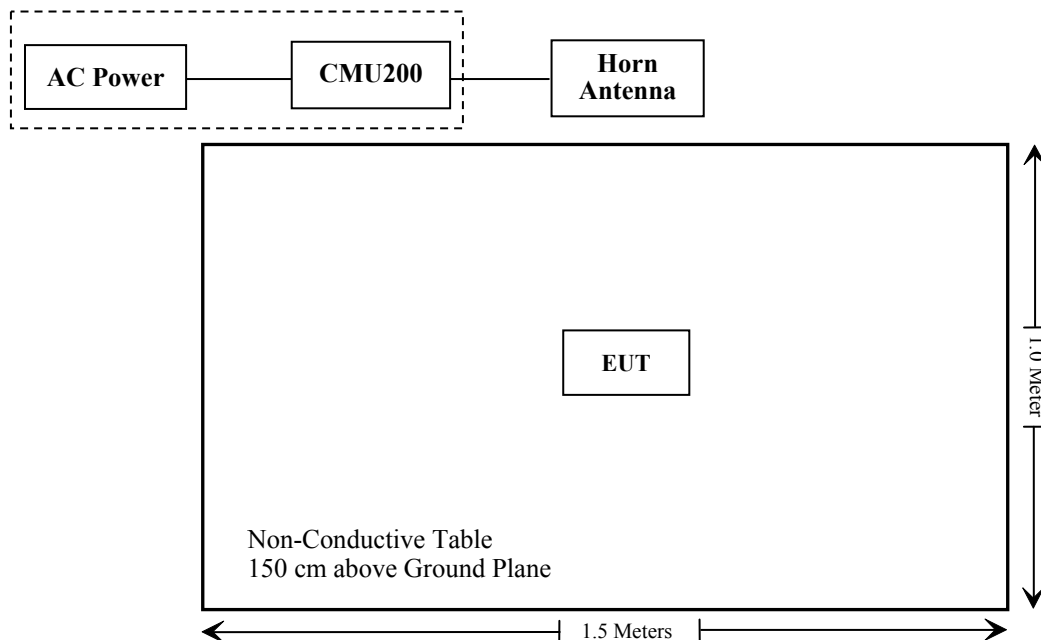 AC Power
CMU200
Horn
Antenna
EUT
1.0 Meter
Non-Conductive Table
150 cm above Ground Plane
1.5 Meters